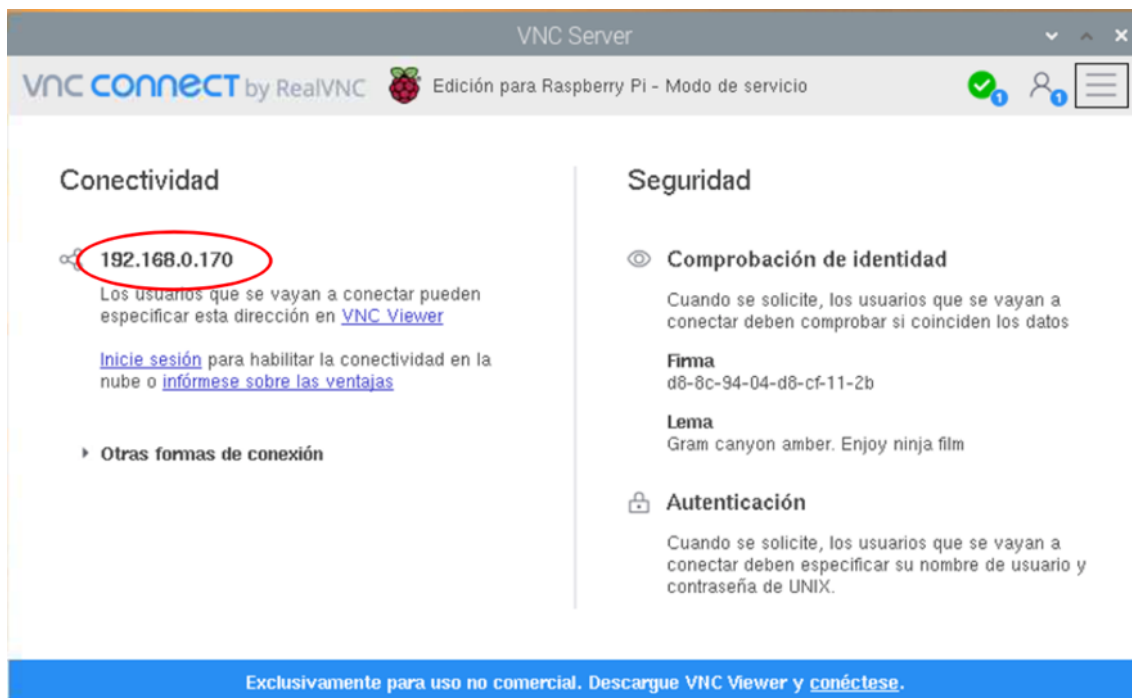 VNC Server
VNC CONNECT by RealVNC
Edición para Raspberry Pi - Modo de servicio
1
1
Conectividad
192.168.0.170
Los usuarios que se vayan a conectar pueden
especificar esta dirección en VNC Viewer
Inicie sesión para habilitar la conectividad en la
nube o infórmese sobre las ventajas
Otras formas de conexión
Seguridad
Comprobación de identidad
Cuando se solicite, los usuarios que se vayan a
conectar deben comprobar si coinciden los datos
Firma
d8-8c-94-04-d8-cf-11-2b
Lema
Gram canyon amber. Enjoy ninja film
Autenticación
Cuando se solicite, los usuarios que se vayan a
conectar deben especificar su nombre de usuario y
contraseña de UNIX.
Exclusivamente para uso no comercial. Descargue VNC Viewer y conéctese.